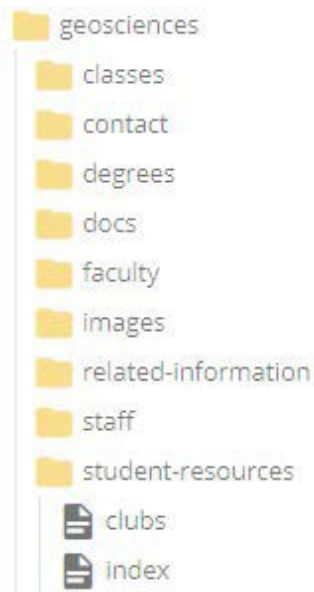 geosciences
classes
contact
degrees
docs
faculty
images
related-information
staff
student-resources
clubs
index